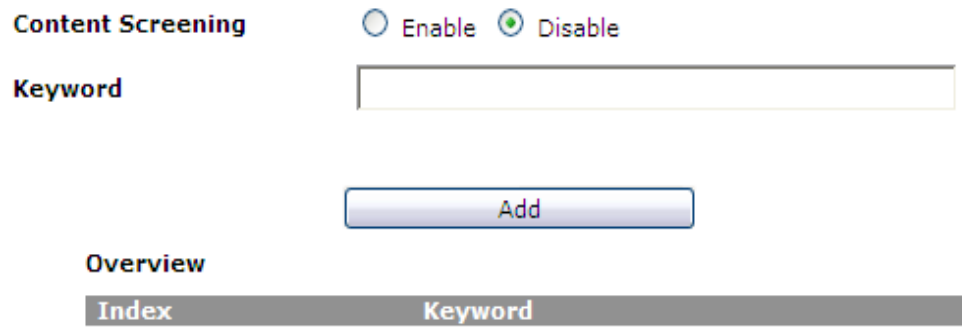 Content Screening Enable Disable
Keyword
Add
Overview
Index Keyword